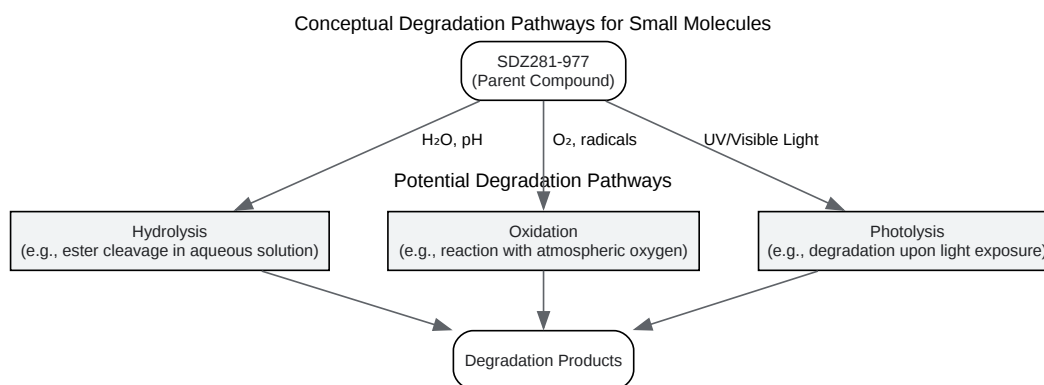 Conceptual Degradation Pathways for Small Molecules
SDZ281-977
(Parent Compound)
H₂O, pH
O₂, radicals
UV/Visible Light
Potential Degradation Pathways
Hydrolysis
(e.g., ester cleavage in aqueous solution)
Oxidation
(e.g., reaction with atmospheric oxygen)
Photolysis
(e.g., degradation upon light exposure)
Degradation Products